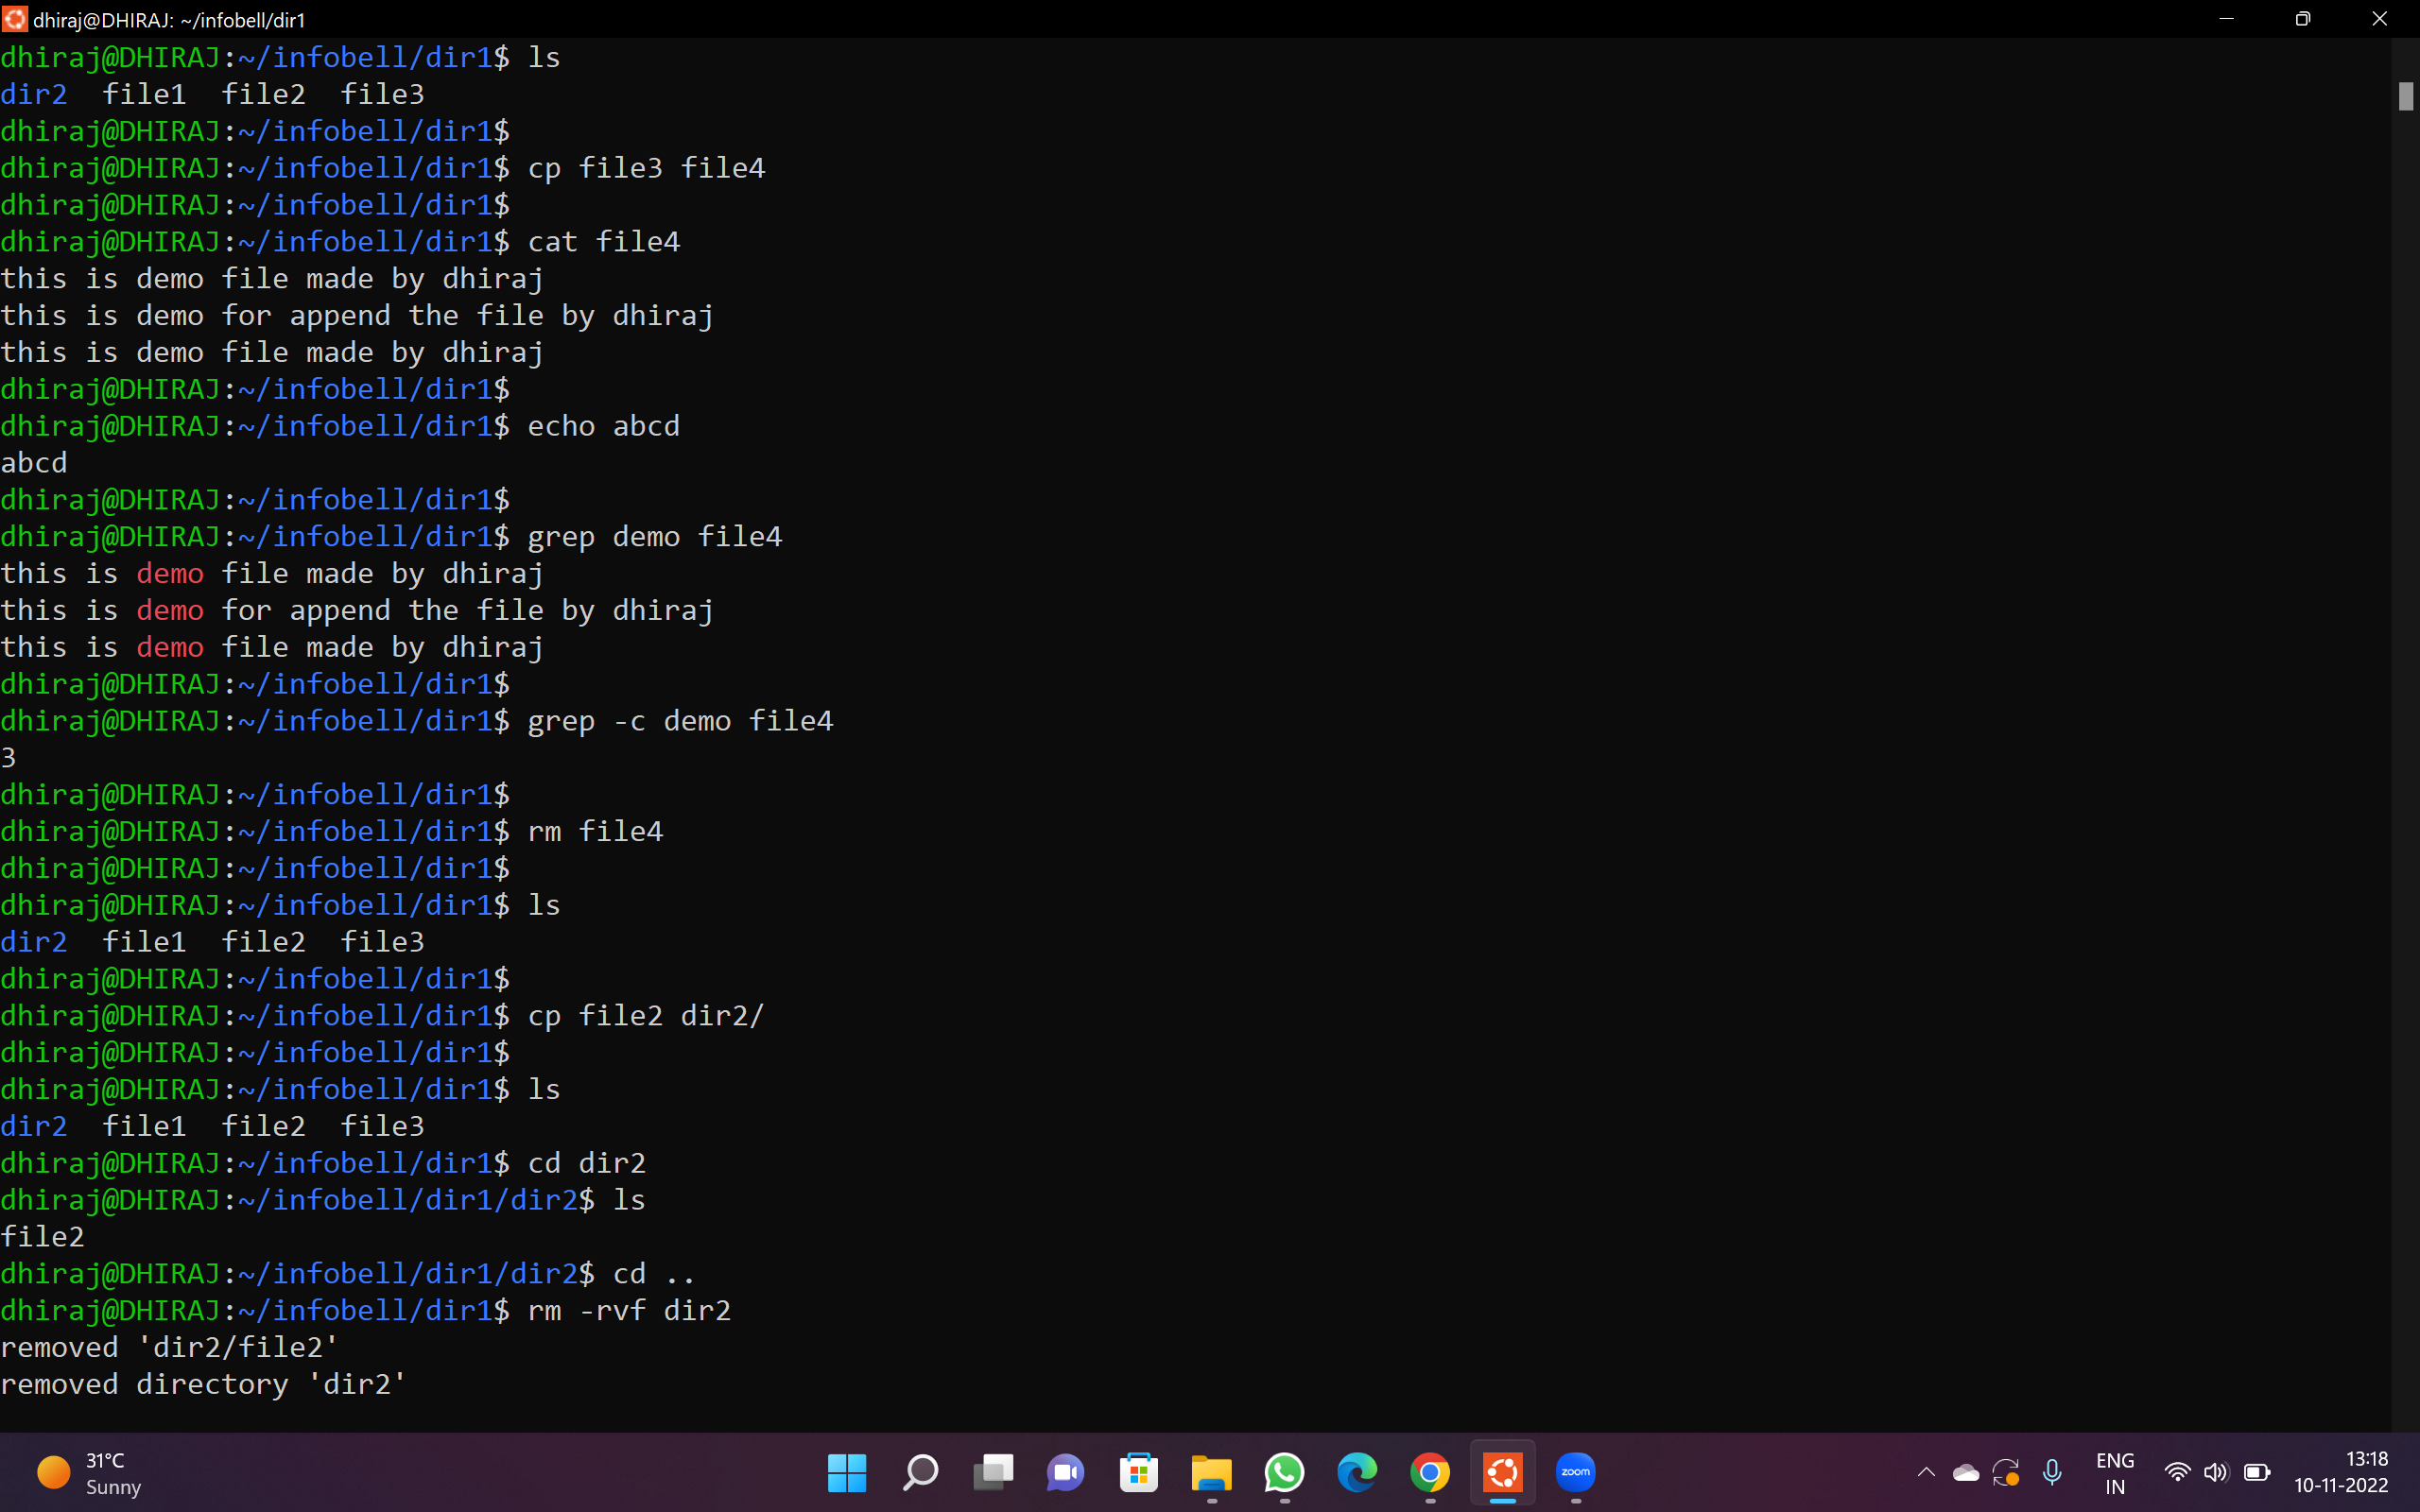 dhiraj@DHIRAJ: ~/infobell/dir1
dhiraj@DHIRAJ:~/infobell/dir1$ ls
dir2  file1  file2  file3
dhiraj@DHIRAJ:~/infobell/dir1$
dhiraj@DHIRAJ:~/infobell/dir1$ cp file3 file4
dhiraj@DHIRAJ:~/infobell/dir1$
dhiraj@DHIRAJ:~/infobell/dir1$ cat file4
this is demo file made by dhiraj
this is demo for append the file by dhiraj
this is demo file made by dhiraj
dhiraj@DHIRAJ:~/infobell/dir1$
dhiraj@DHIRAJ:~/infobell/dir1$ echo abcd
abcd
dhiraj@DHIRAJ:~/infobell/dir1$
dhiraj@DHIRAJ:~/infobell/dir1$ grep demo file4
this is demo file made by dhiraj
this is demo for append the file by dhiraj
this is demo file made by dhiraj
dhiraj@DHIRAJ:~/infobell/dir1$
dhiraj@DHIRAJ:~/infobell/dir1$ grep -c demo file4
3
dhiraj@DHIRAJ:~/infobell/dir1$
dhiraj@DHIRAJ:~/infobell/dir1$ rm file4
dhiraj@DHIRAJ:~/infobell/dir1$
dhiraj@DHIRAJ:~/infobell/dir1$ ls
dir2  file1  file2  file3
dhiraj@DHIRAJ:~/infobell/dir1$
dhiraj@DHIRAJ:~/infobell/dir1$ cp file2 dir2/
dhiraj@DHIRAJ:~/infobell/dir1$
dhiraj@DHIRAJ:~/infobell/dir1$ ls
dir2  file1  file2  file3
dhiraj@DHIRAJ:~/infobell/dir1$ cd dir2
dhiraj@DHIRAJ:~/infobell/dir1/dir2$ ls
file2
dhiraj@DHIRAJ:~/infobell/dir1/dir2$ cd ..
dhiraj@DHIRAJ:~/infobell/dir1$ rm -rvf dir2
removed 'dir2/file2'
removed directory 'dir2'
31°C
Sunny
zoom
ENG
IN
13:18
10-11-2022